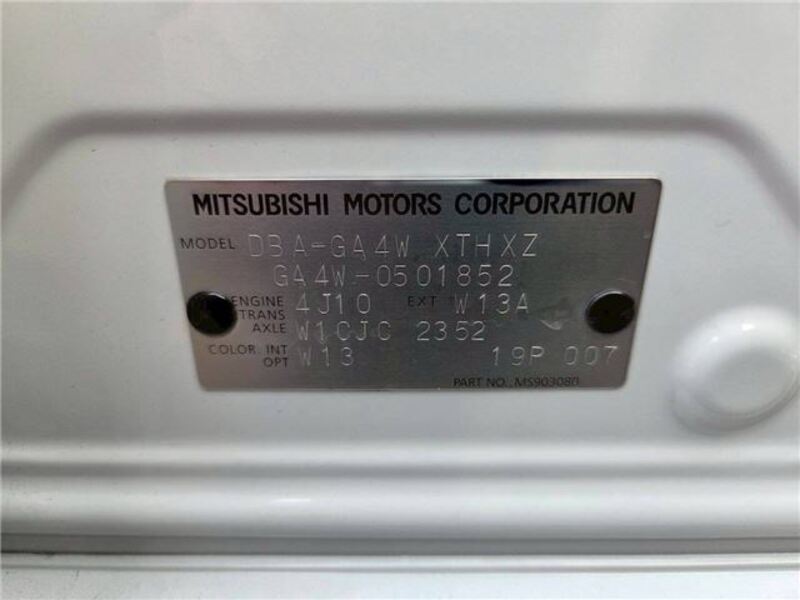 MITSUBISHI MOTORS CORPORATION
MODEL DBA-GA4W XTHXZ
GA4W-0501852
ENGINE 4J10 EXT W13A
TRANS AXLE W1CJC 2352
COLOR. INT OPT W13 19P 007
PART NO. MS903080